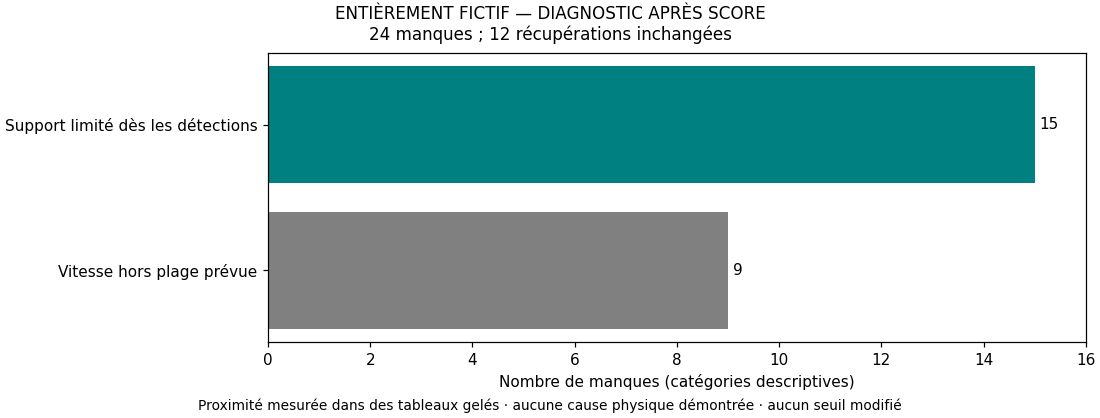 ENTIÈREMENT FICTIF — DIAGNOSTIC APRÈS SCORE
24 manques ; 12 récupérations inchangées
Support limité dès les détections
15
Vitesse hors plage prévue
9
0 2 4 6 8 10 12 14 16
Nombre de manques (catégories descriptives)
Proximité mesurée dans des tableaux gelés · aucune cause physique démontrée · aucun seuil modifié